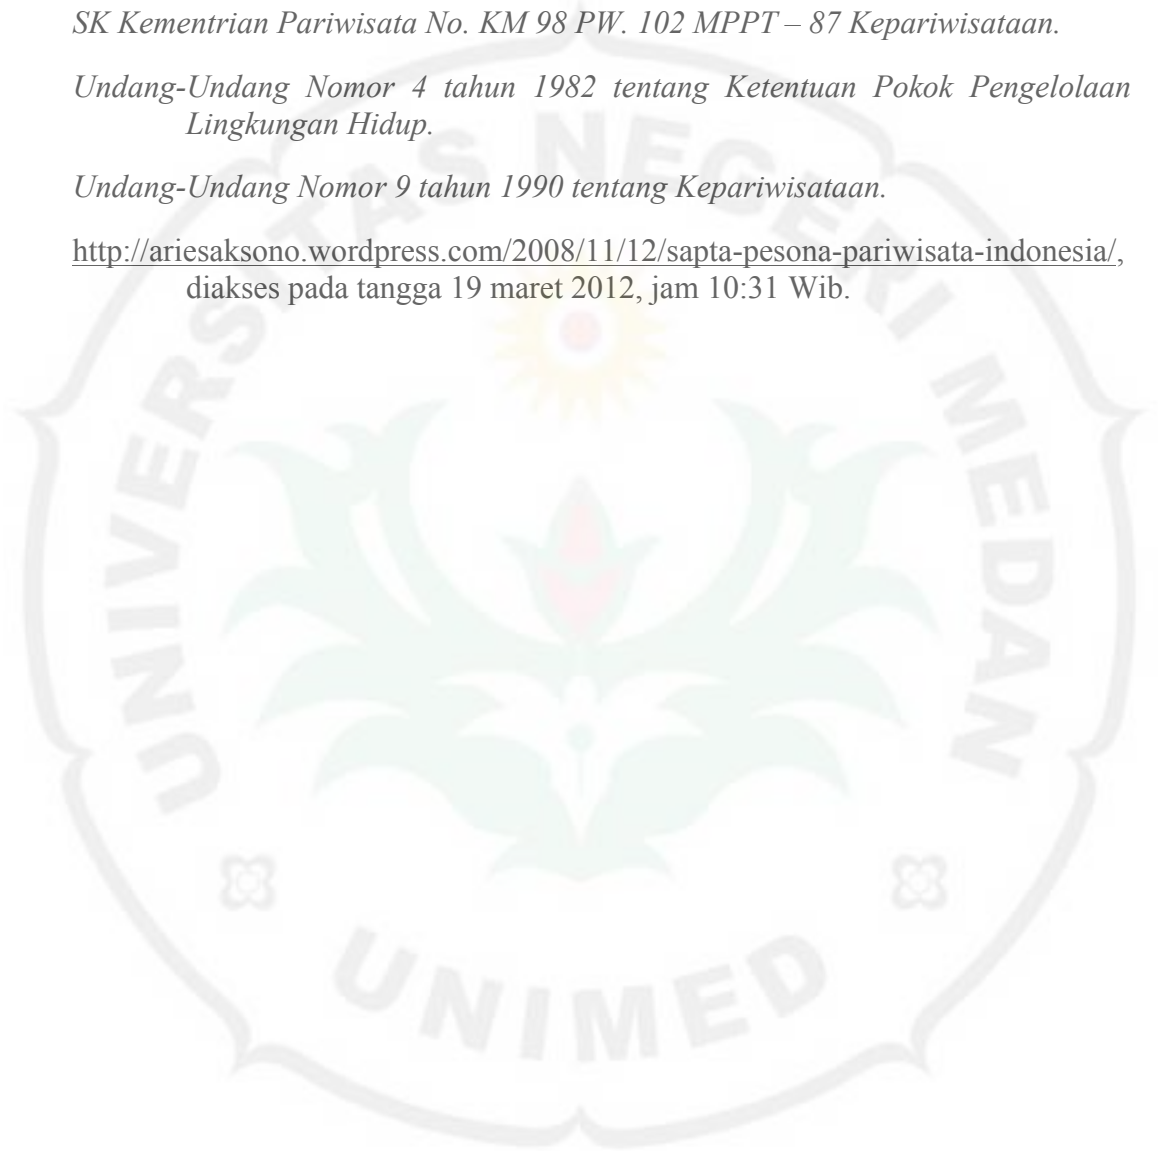 SK Kementrian Pariwisata No. KM 98 PW. 102 MPPT – 87 Kepariwisataan.
Undang-Undang Nomor 4 tahun 1982 tentang Ketentuan Pokok Pengelolaan
Lingkungan Hidup.
Undang-Undang Nomor 9 tahun 1990 tentang Kepariwisataan.
http://ariesaksono.wordpress.com/2008/11/12/sapta-pesona-pariwisata-indonesia/,
diakses pada tangga 19 maret 2012, jam 10:31 Wib.
UNIVERSITAS NEGERI MEDAN
UNIMED